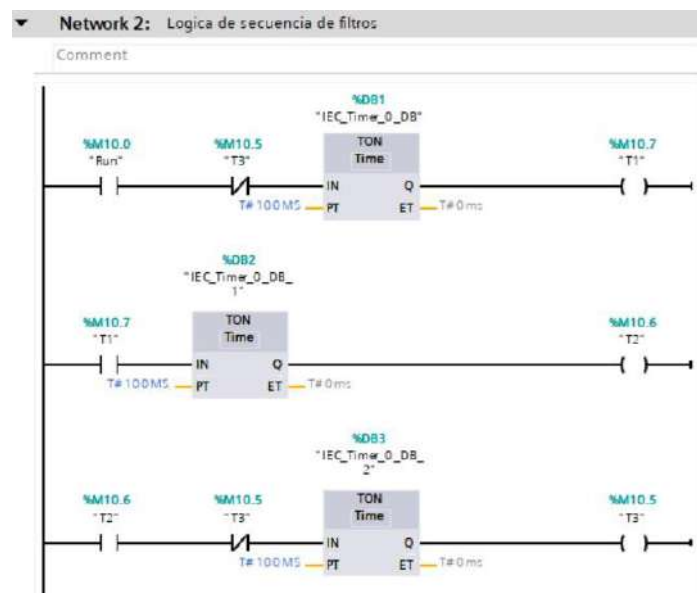 Network 2: Logica de secuencia de filtros
Comment
%DB1
"IEC_Timer_0_DB"
%M10.0 %M10.5 TON %M10.7
"Run" "T3" Time "T1"
IN Q
T#100MS PT ET T#0ms
%DB2
"IEC_Timer_0_DB_
1"
%M10.7 TON %M10.6
"T1" Time "T2"
IN Q
T#100MS PT ET T#0ms
%DB3
"IEC_Timer_0_DB_
2"
%M10.6 %M10.5 TON %M10.5
"T2" "T3" Time "T3"
IN Q
T#100MS PT ET T#0ms